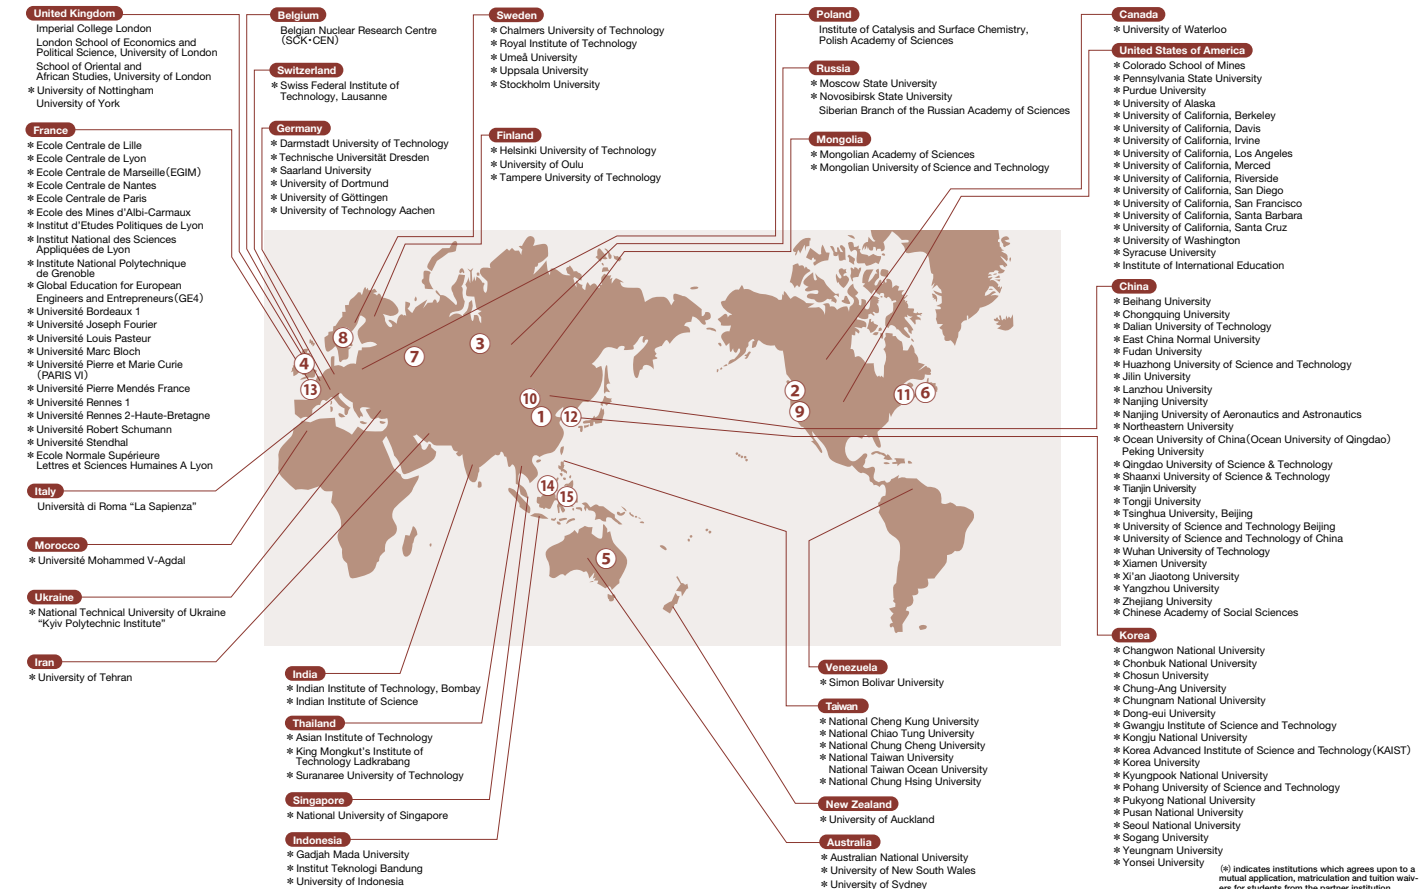 United Kingdom
Imperial College London
London School of Economics and
Political Science, University of London
School of Oriental and
African Studies, University of London
* University of Nottingham
University of York
France
* Ecole Centrale de Lille
* Ecole Centrale de Lyon
* Ecole Centrale de Marseille(EGIM)
* Ecole Centrale de Nantes
* Ecole Centrale de Paris
* Ecole des Mines d'Albi-Carmaux
* Institut d'Etudes Politiques de Lyon
* Institut National des Sciences
Appliquées de Lyon
* Institute National Polytechnique
de Grenoble
* Global Education for European
Engineers and Entrepreneurs(GE4)
* Université Bordeaux 1
* Université Joseph Fourier
* Université Louis Pasteur
* Université Marc Bloch
* Université Pierre et Marie Curie
(PARIS VI)
* Université Pierre Mendés France
* Université Rennes 1
* Université Rennes 2-Haute-Bretagne
* Université Robert Schumann
* Université Stendhal
* Ecole Normale Supérieure
Lettres et Sciences Humaines A Lyon
Italy
Università di Roma “La Sapienza”
Morocco
* Université Mohammed V-Agdal
Ukraine
* National Technical University of Ukraine
“Kyiv Polytechnic Institute”
Iran
* University of Tehran
Belgium
Belgian Nuclear Research Centre
(SCK・CEN)
Switzerland
* Swiss Federal Institute of
Technology, Lausanne
Germany
* Darmstadt University of Technology
* Technische Universität Dresden
* Saarland University
* University of Dortmund
* University of Göttingen
* University of Technology Aachen
Sweden
* Chalmers University of Technology
* Royal Institute of Technology
* Umeå University
* Uppsala University
* Stockholm University
Finland
* Helsinki University of Technology
* University of Oulu
* Tampere University of Technology
Poland
Institute of Catalysis and Surface Chemistry,
Polish Academy of Sciences
Russia
* Moscow State University
* Novosibirsk State University
Siberian Branch of the Russian Academy of Sciences
Mongolia
* Mongolian Academy of Sciences
* Mongolian University of Science and Technology
8
7
3
4
13
10
1
12
14
15
5
2
9
11
6
India
* Indian Institute of Technology, Bombay
* Indian Institute of Science
Thailand
* Asian Institute of Technology
* King Mongkut's Institute of
Technology Ladkrabang
* Suranaree University of Technology
Singapore
* National University of Singapore
Indonesia
* Gadjah Mada University
* Institut Teknologi Bandung
* University of Indonesia
Venezuela
* Simon Bolivar University
Taiwan
* National Cheng Kung University
* National Chiao Tung University
* National Chung Cheng University
* National Taiwan University
National Taiwan Ocean University
* National Chung Hsing University
New Zealand
* University of Auckland
Australia
* Australian National University
* University of New South Wales
* University of Sydney
Canada
* University of Waterloo
United States of America
* Colorado School of Mines
* Pennsylvania State University
* Purdue University
* University of Alaska
* University of California, Berkeley
* University of California, Davis
* University of California, Irvine
* University of California, Los Angeles
* University of California, Merced
* University of California, Riverside
* University of California, San Diego
* University of California, San Francisco
* University of California, Santa Barbara
* University of California, Santa Cruz
* University of Washington
* Syracuse University
* Institute of International Education
China
* Beihang University
* Chongquing University
* Dalian University of Technology
* East China Normal University
* Fudan University
* Huazhong University of Science and Technology
* Jilin University
* Lanzhou University
* Nanjing University
* Nanjing University of Aeronautics and Astronautics
* Northeastern University
* Ocean University of China(Ocean University of Qingdao)
Peking University
* Qingdao University of Science & Technology
* Shaanxi University of Science & Technology
* Tianjin University
* Tongji University
* Tsinghua University, Beijing
* University of Science and Technology Beijing
* University of Science and Technology of China
* Wuhan University of Technology
* Xiamen University
* Xi'an Jiaotong University
* Yangzhou University
* Zhejiang University
* Chinese Academy of Social Sciences
Korea
* Changwon National University
* Chonbuk National University
* Chosun University
* Chung-Ang University
* Chungnam National University
* Dong-eui University
* Gwangju Institute of Science and Technology
* Kongju National University
* Korea Advanced Institute of Science and Technology(KAIST)
* Korea University
* Kyungpook National University
* Pohang University of Science and Technology
* Pukyong National University
* Pusan National University
* Seoul National University
* Sogang University
* Yeungnam University
* Yonsei University
(*) indicates institutions which agrees upon to a
mutual application, matriculation and tuition waiv-
ers for students from the partner institution